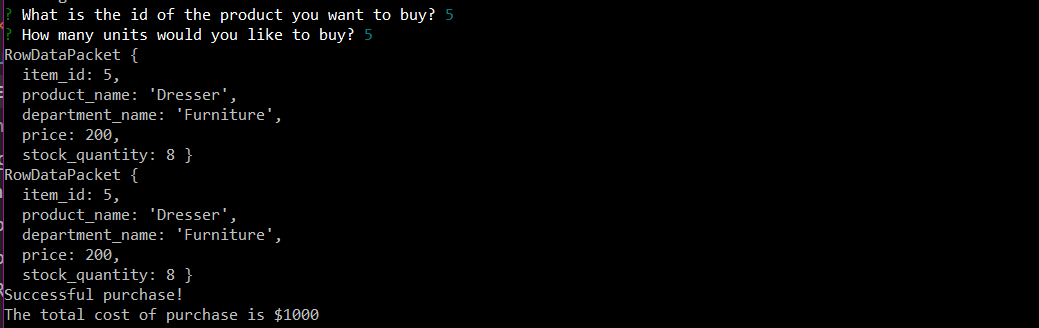 ? What is the id of the product you want to buy? 5
? How many units would you like to buy? 5
RowDataPacket {
  item_id: 5,
  product_name: 'Dresser',
  department_name: 'Furniture',
  price: 200,
  stock_quantity: 8 }
RowDataPacket {
  item_id: 5,
  product_name: 'Dresser',
  department_name: 'Furniture',
  price: 200,
  stock_quantity: 8 }
Successful purchase!
The total cost of purchase is $1000